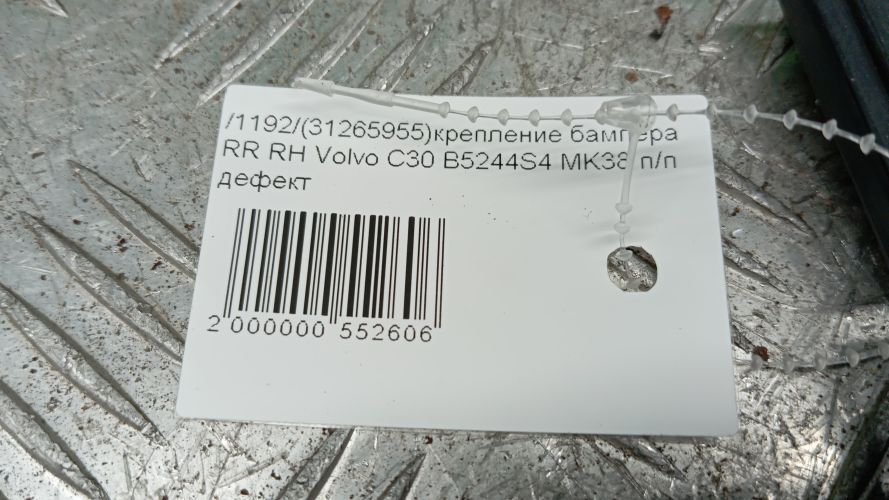 /1192/(31265955)крепление бампера
RR RH Volvo C30 B5244S4 MK38 п/п
дефект
2 000000 552606